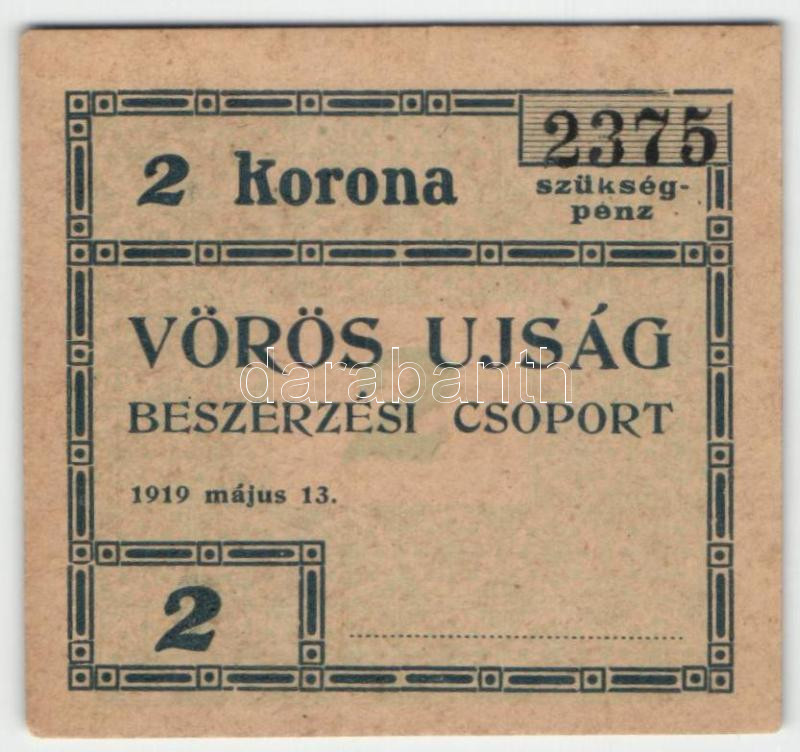 2375
2 Korona
szükség-
pénz
VÖRÖS UJSÁG
darabanth
BESZERZÉSI CSOPORT
1919 május 13.
2